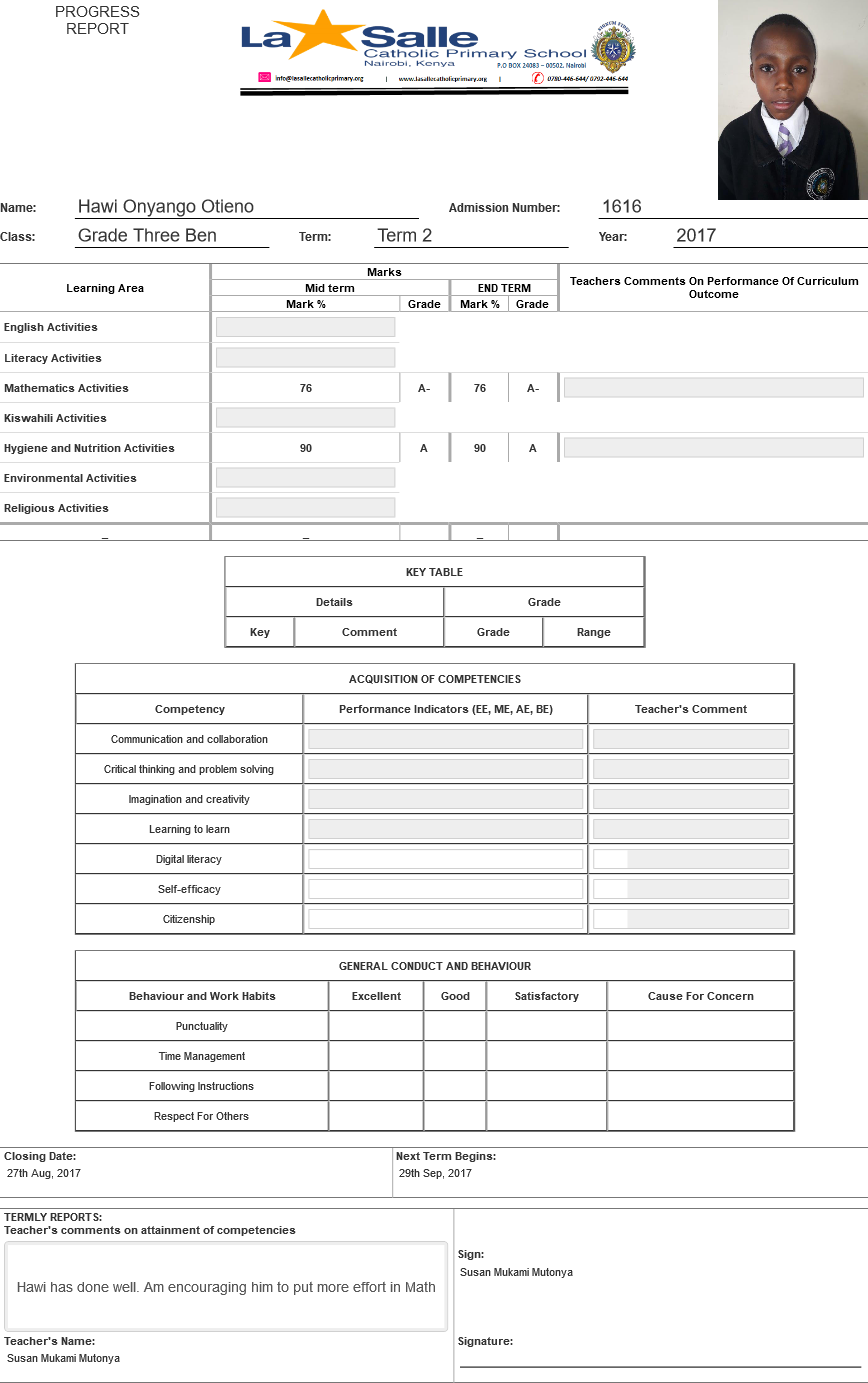 PROGRESS
REPORT
La Salle
Catholic Primary School
Nairobi, Kenya
P.O BOX 24083 – 00502, Nairobi
info@lasallecatholicprimary.org | www.lasallecatholicprimary.org | 0780-446-644/ 0792-446-644
Name: Hawi Onyango Otieno Admission Number: 1616
Class: Grade Three Ben Term: Term 2 Year: 2017
Learning Area Marks Teachers Comments On Performance Of Curriculum Outcome
Mid term END TERM
Mark % Grade Mark % Grade
English Activities
Literacy Activities
Mathematics Activities 76 A- 76 A-
Kiswahili Activities
Hygiene and Nutrition Activities 90 A 90 A
Environmental Activities
Religious Activities
_ _ _
KEY TABLE
Details Grade
Key Comment Grade Range
ACQUISITION OF COMPETENCIES
Competency Performance Indicators (EE, ME, AE, BE) Teacher's Comment
Communication and collaboration
Critical thinking and problem solving
Imagination and creativity
Learning to learn
Digital literacy
Self-efficacy
Citizenship
GENERAL CONDUCT AND BEHAVIOUR
Behaviour and Work Habits Excellent Good Satisfactory Cause For Concern
Punctuality
Time Management
Following Instructions
Respect For Others
Closing Date: Next Term Begins:
27th Aug, 2017 29th Sep, 2017
TERMLY REPORTS:
Teacher's comments on attainment of competencies
Hawi has done well. Am encouraging him to put more effort in Math
Sign:
Susan Mukami Mutonya
Teacher's Name:
Susan Mukami Mutonya
Signature: